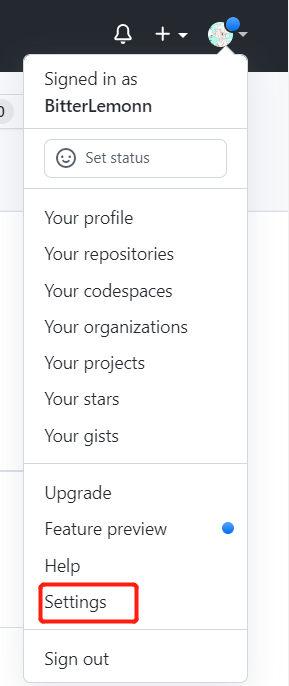 0
Signed in as
BitterLemonn
Set status
Your profile
Your repositories
Your codespaces
Your organizations
Your projects
Your stars
Your gists
Upgrade
Feature preview
Help
Settings
Sign out